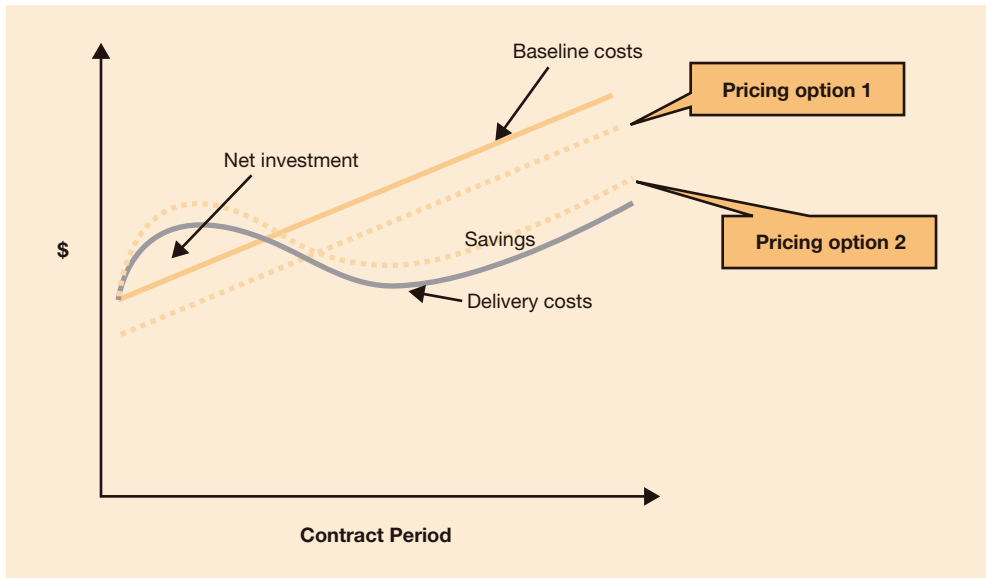 Baseline costs
Pricing option 1
Net investment
$
Savings
Pricing option 2
Delivery costs
Contract Period